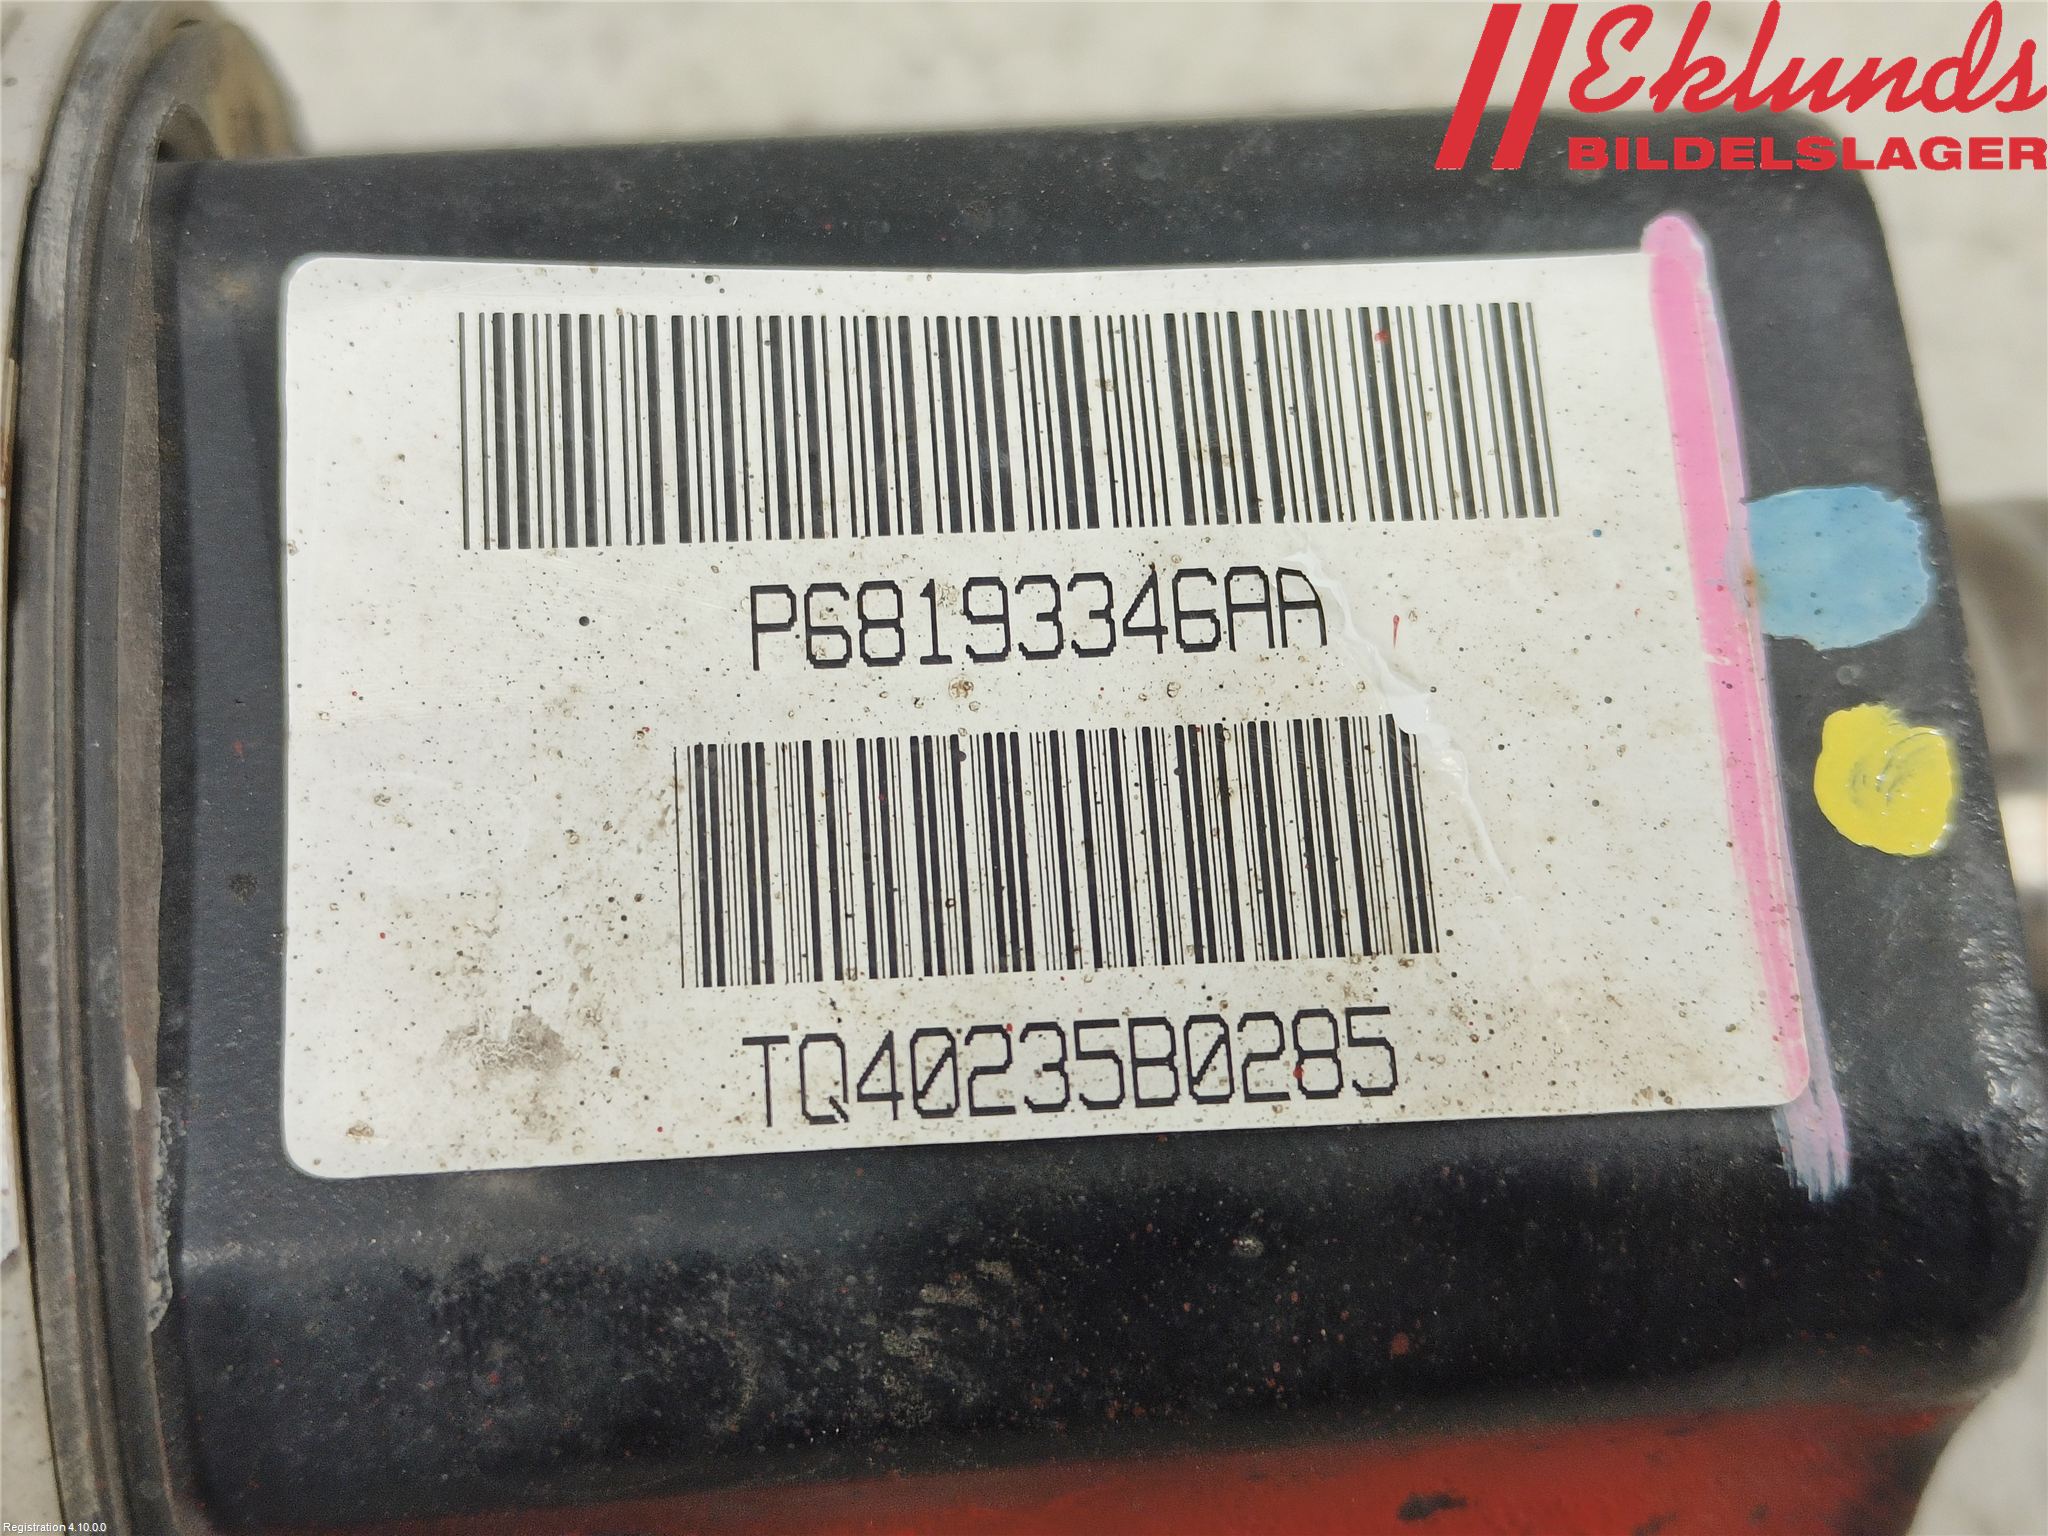 Eklunds
BILDELSLAGER
P68193346AA
TQ40235B0285
Registration 4.10.0.0